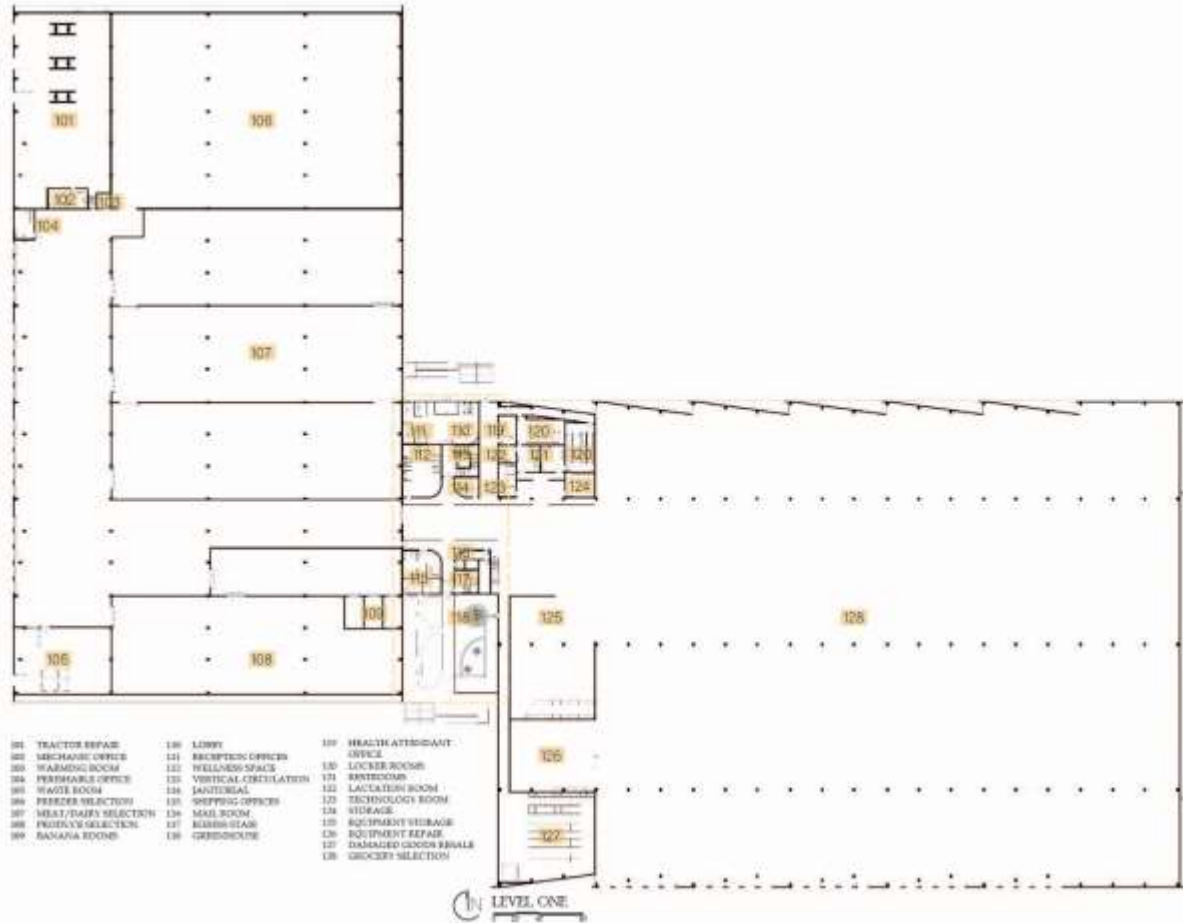 101
106
102
103
104
107
111
110
119
120
112
113
122
121
120
114
123
124
116
115
117
109
118
125
128
105
108
126
127
101 TRACTOR REPAIR
102 MECHANIC OFFICE
103 WARMING ROOM
104 PERISHABLE OFFICE
105 WASTE ROOM
106 FREEZER SELECTION
107 MEAT/DAIRY SELECTION
108 PRODUCE SELECTION
109 BANANA ROOMS
110 LOBBY
111 RECEPTION OFFICES
112 WELLNESS SPACE
113 VERTICAL CIRCULATION
114 JANITORIAL
115 SHIPPING OFFICES
116 MAIL ROOM
117 EGRESS STAIR
118 GREENHOUSE
119 HEALTH ATTENDANT
OFFICE
120 LOCKER ROOMS
121 RESTROOMS
122 LACTATION ROOM
123 TECHNOLOGY ROOM
124 STORAGE
125 EQUIPMENT STORAGE
126 EQUIPMENT REPAIR
127 DAMAGED GOODS RESALE
128 GROCERY SELECTION
N LEVEL ONE